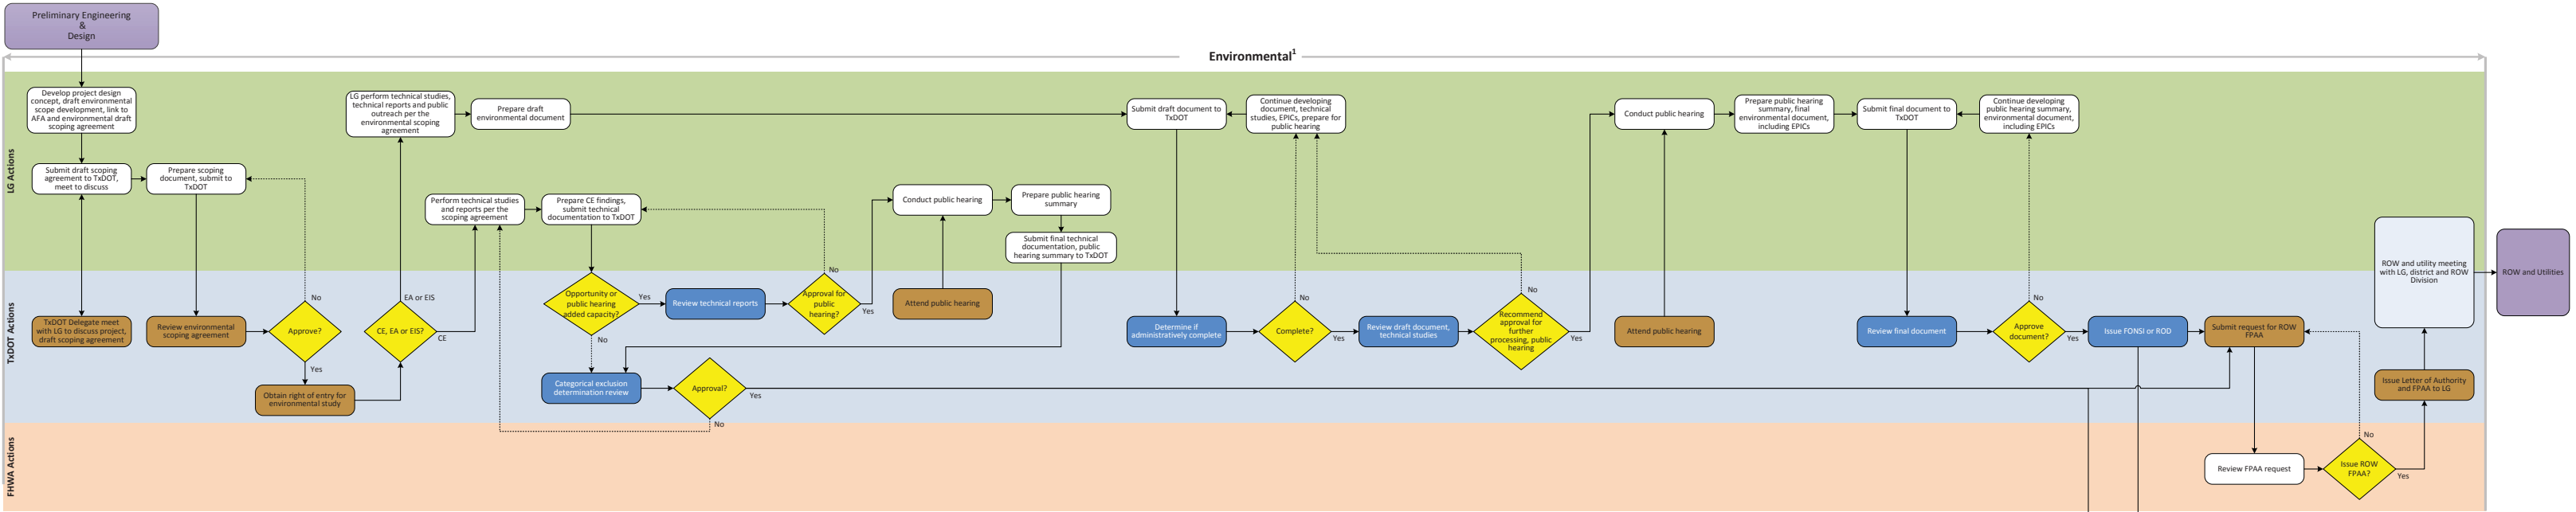 Preliminary Engineering
&
Design
Environmental1
LG Actions
Develop project design
concept, draft environmental
scope development, link to
AFA and environmental draft
scoping agreement
Submit draft scoping
agreement to TxDOT,
meet to discuss
Prepare scoping
document, submit to
TxDOT
LG perform technical studies,
technical reports and public
outreach per the
environmental scoping
agreement
Prepare draft
environmental document
Perform technical studies
and reports per the
scoping agreement
Prepare CE findings,
submit technical
documentation to TxDOT
Conduct public hearing
Prepare public hearing
summary
Submit final technical
documentation, public
hearing summary to TxDOT
Submit draft document to
TxDOT
Continue developing
document, technical
studies, EPICs, prepare for
public hearing
Conduct public hearing
Prepare public hearing
summary, final
environmental document,
including EPICs
Submit final document to
TxDOT
Continue developing
public hearing summary,
environmental document,
including EPICs
ROW and utility meeting
with LG, district and ROW
Division
ROW and Utilities
TxDOT Actions
TxDOT Delegate meet
with LG to discuss project,
draft scoping agreement
Review environmental
scoping agreement
Approve?
No
Yes
Obtain right of entry for
environmental study
CE, EA or EIS?
EA or EIS
CE
Opportunity or
public hearing
added capacity?
Yes
No
Review technical reports
Approval for
public
hearing?
No
Yes
Attend public hearing
Categorical exclusion
determination review
Approval?
Yes
No
Determine if
administratively complete
Complete?
No
Yes
Review draft document,
technical studies
Recommend
approval for
further
processing, public
hearing
No
Yes
Attend public hearing
Review final document
Approve
document?
No
Yes
Issue FONSI or ROD
Submit request for ROW
FPAA
Issue Letter of Authority
and FPAA to LG
FHWA Actions
Review FPAA request
Issue ROW
FPAA?
No
Yes